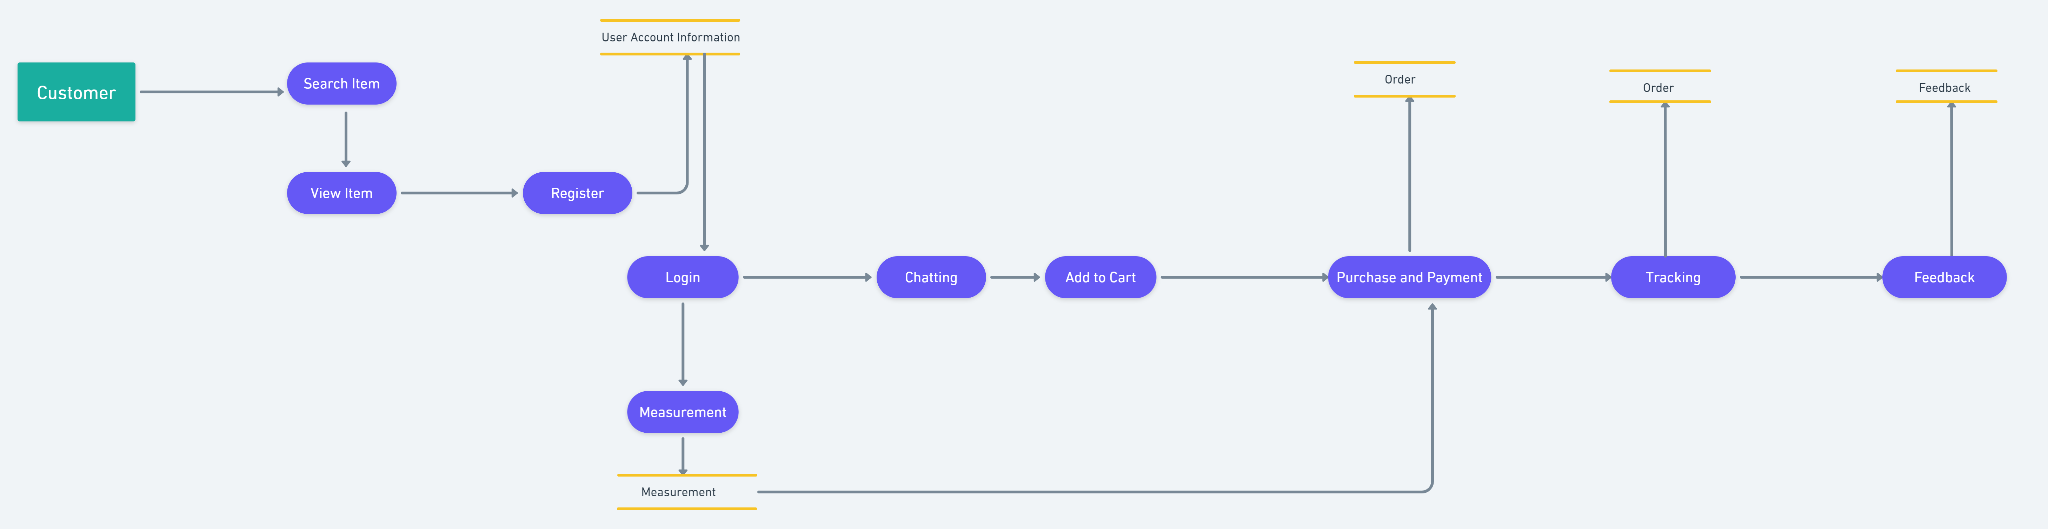 User Account Information
Customer
Search Item
Order
Order
Feedback
View Item
Register
Login
Chatting
Add to Cart
Purchase and Payment
Tracking
Feedback
Measurement
Measurement